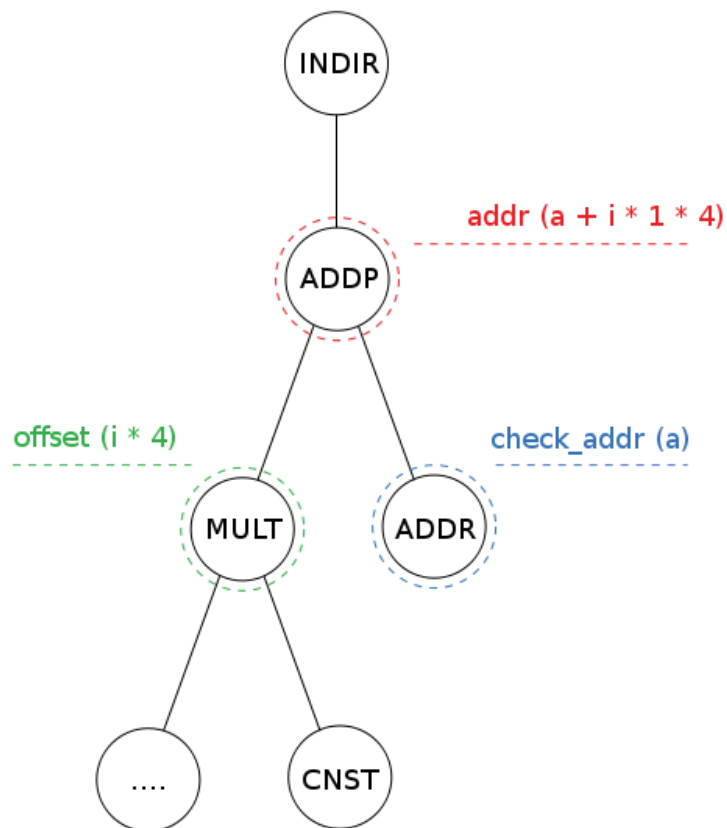 INDIR
addr (a + i * 1 * 4)
ADDP
offset (i * 4)
check_addr (a)
MULT
ADDR
....
CNST